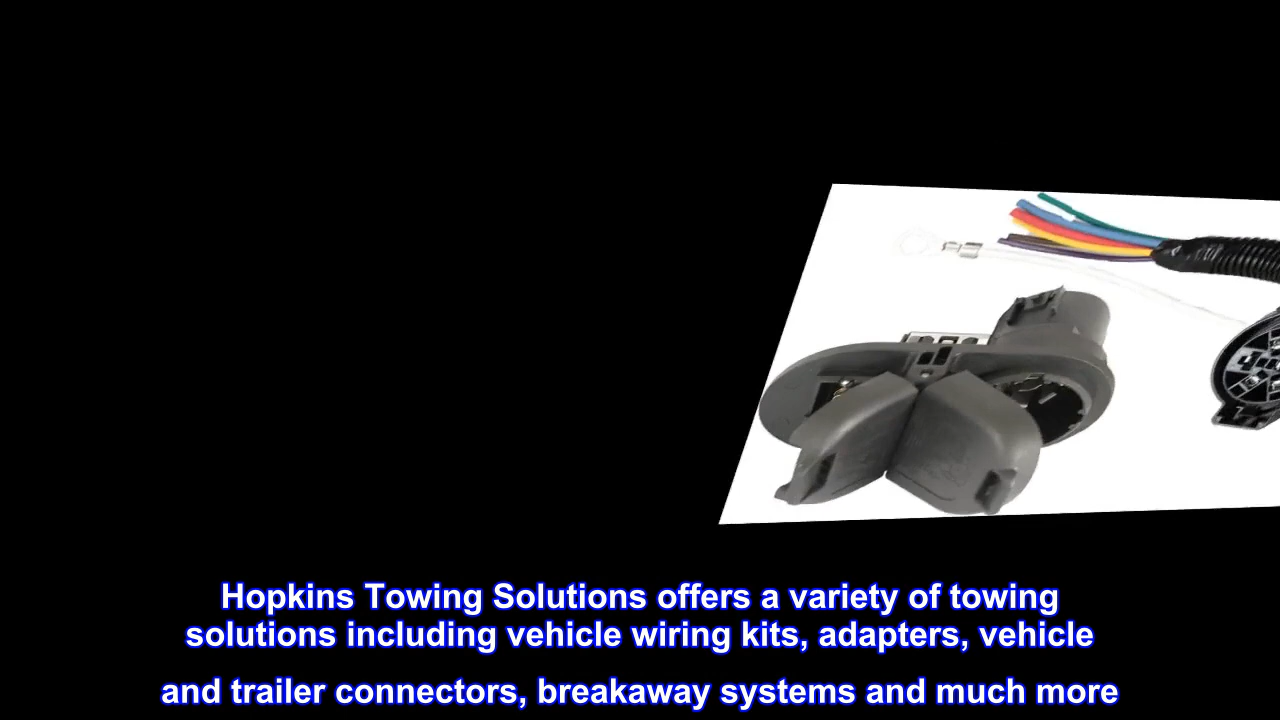 Hopkins Towing Solutions offers a variety of towing
solutions including vehicle wiring kits, adapters, vehicle
and trailer connectors, breakaway systems and much more